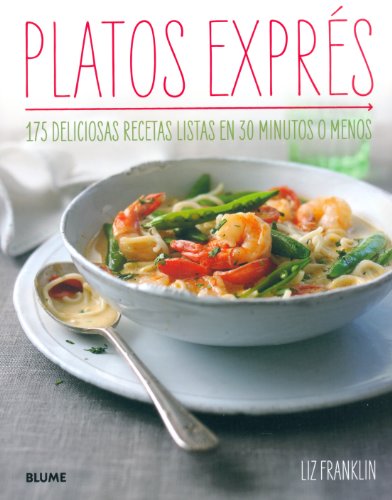 PLATOS EXPRÉS
175 DELICIOSAS RECETAS LISTAS EN 30 MINUTOS O MENOS
BLUME
LIZ FRANKLIN